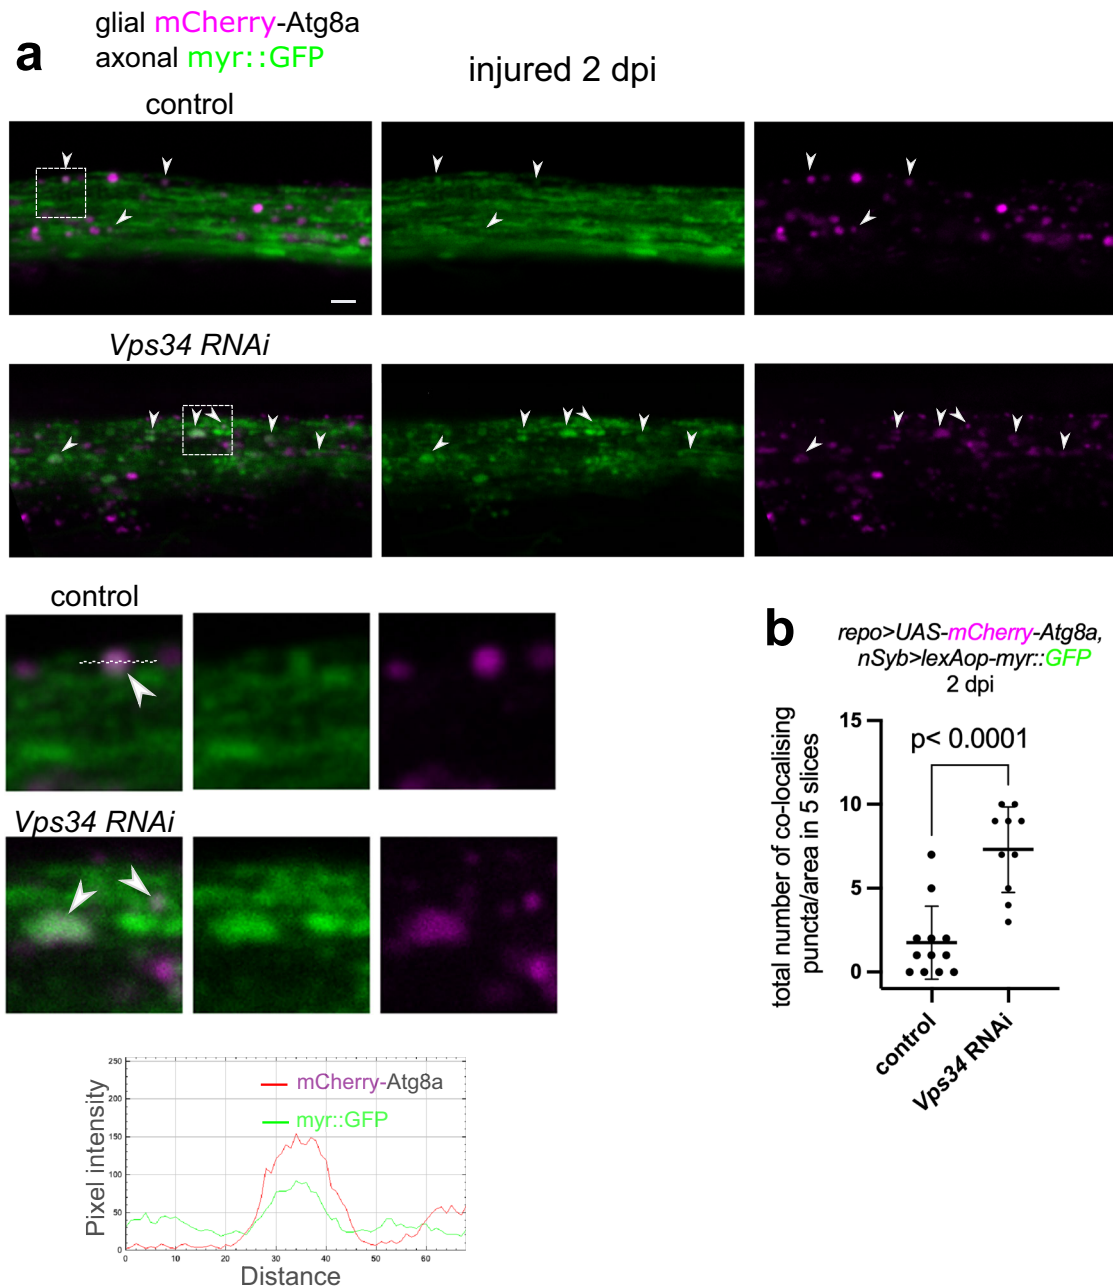 a
glial mCherry-Atg8a
axonal myr::GFP
injured 2 dpi
control
Vps34 RNAi
control
Vps34 RNAi
250
200
150
100
50
0
0
10
20
30
40
50
60
Pixel intensity
Distance
mCherry-Atg8a
myr::GFP
b
repo>UAS-mCherry-Atg8a,
nSyb>lexAop-myr::GFP
2 dpi
total number of co-localising
puncta/area in 5 slices
15
10
5
0
p< 0.0001
control
Vps34 RNAi